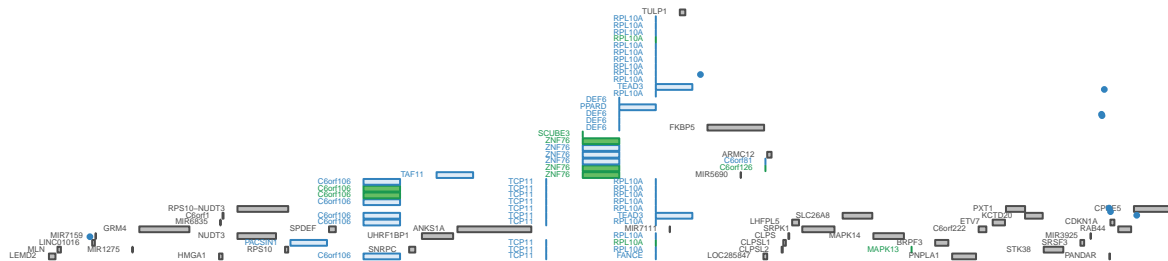 TULP1
RPL10A
RPL10A
RPL10A
RPL10A
RPL10A
RPL10A
RPL10A
RPL10A
RPL10A
RPL10A
TEAD3
RPL10A
DEF6
PPARD
DEF6
DEF6
DEF6 FKBP5
SCUBE3
ZNF76
ZNF76
ZNF76 ARMC12
ZNF76 C6orf81
ZNF76 C6orf126
TAF11 ZNF76 MIR5690
C6orf106 TCP11 RPL10A
C6orf106 TCP11 RPL10A
C6orf106 TCP11 RPL10A
C6orf106 TCP11 RPL10A
RPS10−NUDT3 TCP11 RPL10A PXT1 CPNE5
C6orf1 C6orf106 TCP11 TEAD3 SLC26A8 KCTD20
MIR6835 C6orf106 TCP11 RPL10A LHFPL5 ETV7 CDKN1A
GRM4 SPDEF ANKS1A MIR7111 SRPK1 C6orf222 RAB44
MIR7159 NUDT3 UHRF1BP1 RPL10A CLPS MAPK14 MIR3925
LINC01016 PACSIN1 TCP11 RPL10A CLPSL1 BRPF3 SRSF3
MLN MIR1275 RPS10 SNRPC TCP11 RPL10A CLPSL2 MAPK13 STK38
LEMD2 HMGA1 C6orf106 TCP11 FANCE LOC285847 PNPLA1 PANDAR